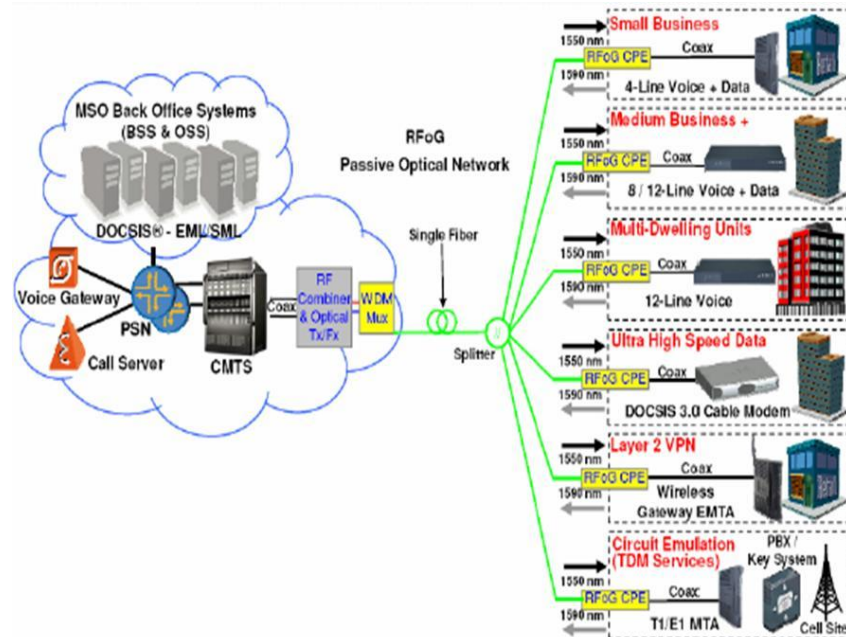 MSO Back Office Systems
(BSS & OSS)
DOCSIS® - EML/SML
Voice Gateway
PSN
Call Server
CMTS
Coax
RF
Combiner
& Optical
Tx/Rx
WDM
Mux
RFoG
Passive Optical Network
Single Fiber
Splitter
Small Business
1550 nm
RFoG CPE
Coax
1590 nm
4-Line Voice + Data
Medium Business +
1550 nm
RFoG CPE
Coax
1590 nm
8 / 12-Line Voice + Data
Multi-Dwelling Units
1550 nm
RFoG CPE
Coax
1590 nm
12-Line Voice
Ultra High Speed Data
1550 nm
RFoG CPE
Coax
1590 nm
DOCSIS 3.0 Cable Modem
Layer 2 VPN
1550 nm
RFoG CPE
Coax
1590 nm
Wireless
Gateway EMTA
Circuit Emullation
(TDM Services)
PBX /
Key System
1550 nm
RFoG CPE
Coax
1590 nm
T1/E1 MTA
Cell Site